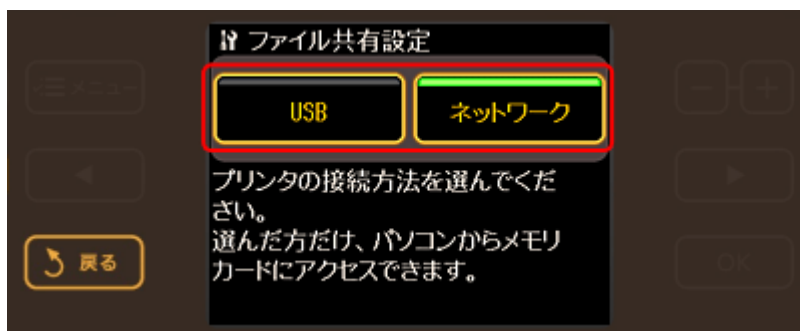 ファイル共有設定
メニュー
USB
ネットワーク
プリンタの接続方法を選んでくだ
さい。
選んだ方だけ、パソコンからメモリ
カードにアクセスできます。
戻る
OK